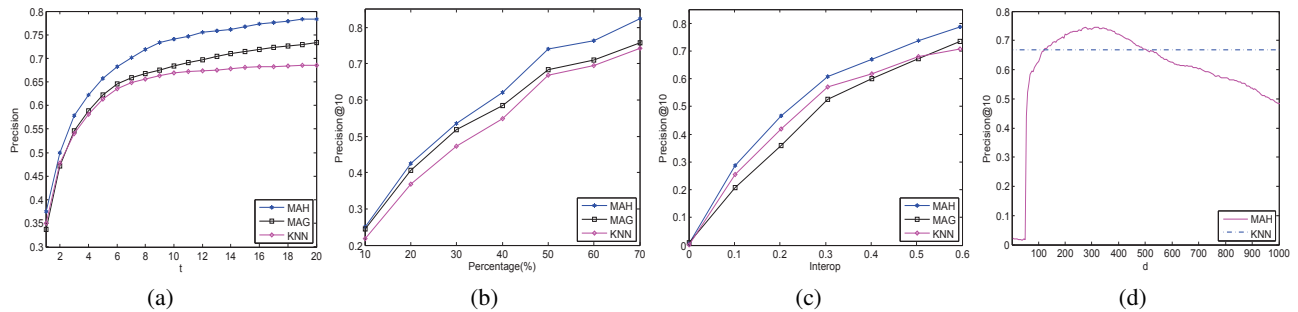 0.8
0.75
0.7
0.65
0.6
0.55
0.5
0.45
0.4
0.35
0.3
Precision
2 4 6 8 10 12 14 16 18 20
t
MAH
MAG
KNN
(a)
0.8
0.7
0.6
0.5
0.4
0.3
0.2
Precision@10
10 20 30 40 50 60 70
Percentage(%)
MAH
MAG
KNN
(b)
0.8
0.7
0.6
0.5
0.4
0.3
0.2
0.1
0
Precision@10
0 0.1 0.2 0.3 0.4 0.5 0.6
Interop
MAH
MAG
KNN
(c)
0.8
0.7
0.6
0.5
0.4
0.3
0.2
0.1
0
Precision@10
100 200 300 400 500 600 700 800 900 1000
d
MAH
KNN
(d)